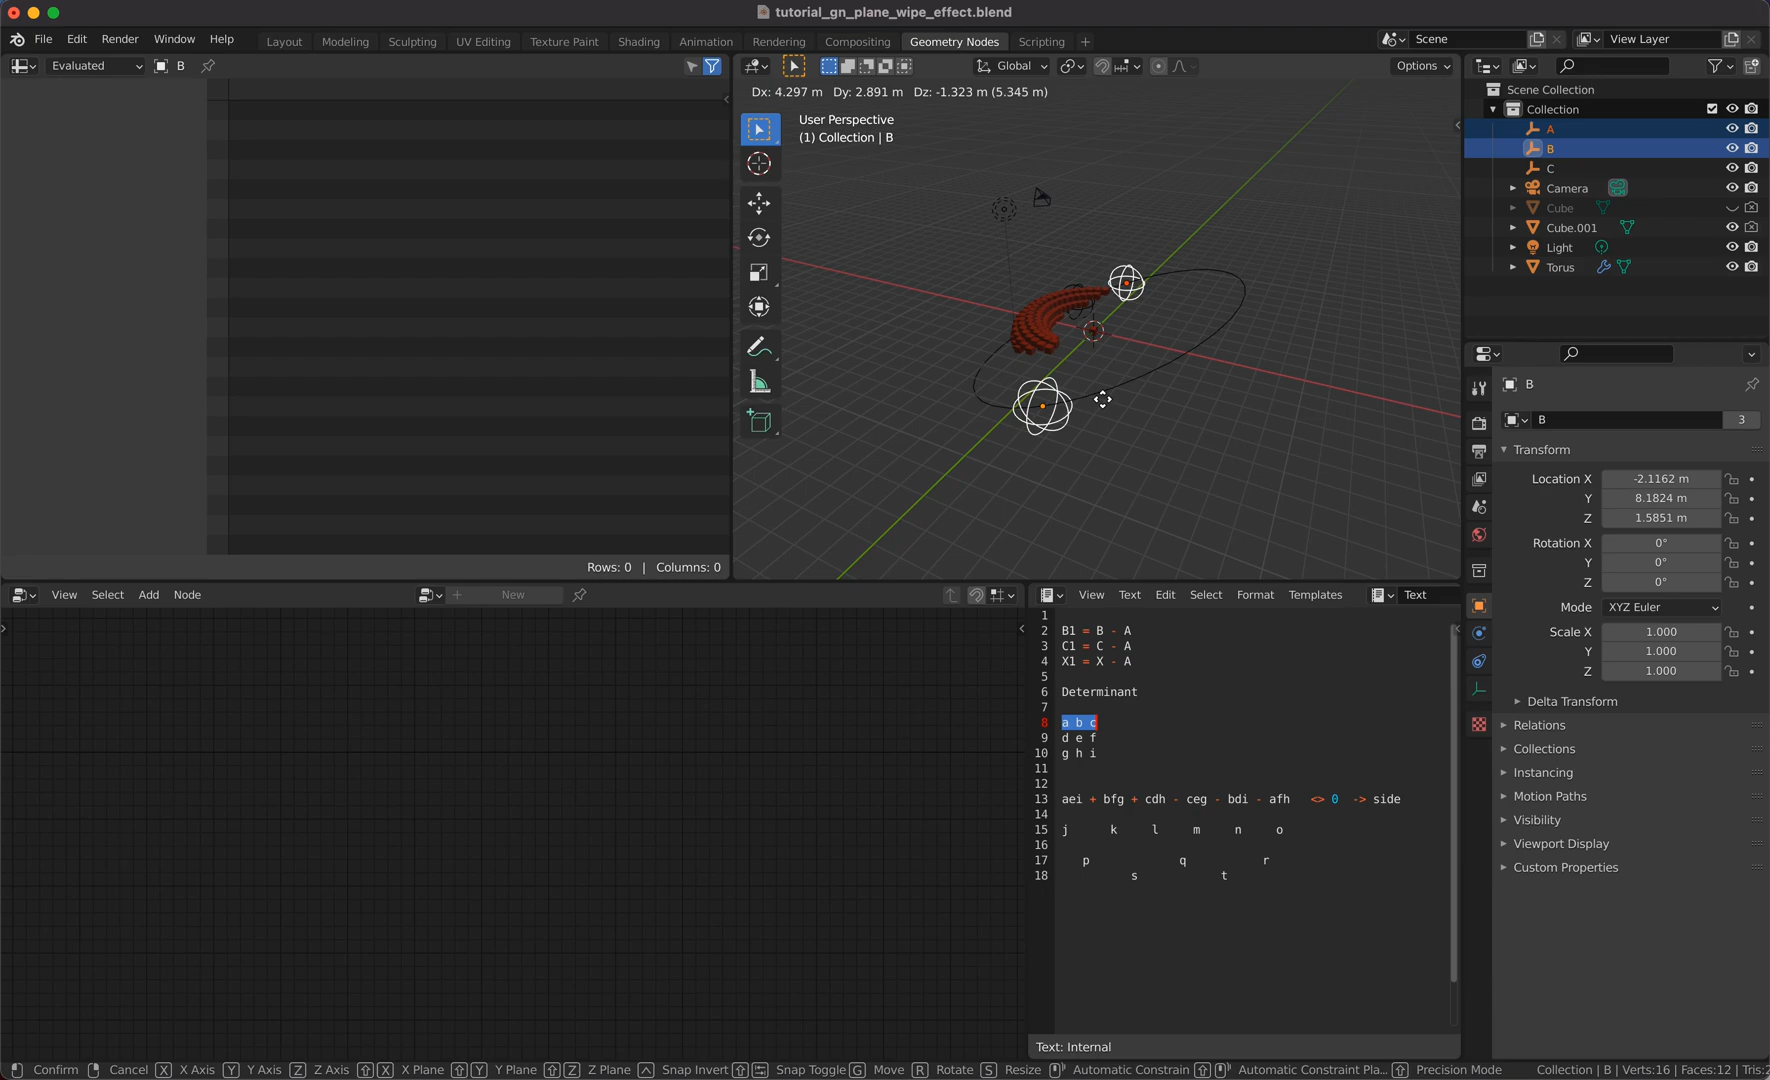 tutorial_gn_plane_wipe_effect.blend
File Edit Render Window Help Layout Modeling Sculpting UV Editing Texture Paint Shading Animation Rendering Compositing Geometry Nodes Scripting + Scene View Layer
Evaluated B Global Options
Dx: 4.297 m Dy: 2.891 m Dz: -1.323 m (5.345 m)
User Perspective
(1) Collection | B
Scene Collection
Collection
A
B
C
Camera
Cube
Cube.001
Light
Torus
B
B 3
Transform
Location X -2.1162 m
Y 8.1824 m
Z 1.5851 m
Rotation X 0°
Y 0°
Z 0°
Mode XYZ Euler
Scale X 1.000
Y 1.000
Z 1.000
Delta Transform
Relations
Collections
Instancing
Motion Paths
Visibility
Viewport Display
Custom Properties
Rows: 0 | Columns: 0
View Select Add Node New
View Text Edit Select Format Templates Text
1
2 B1 = B - A
3 C1 = C - A
4 X1 = X - A
5
6 Determinant
7
8 a b c
9 d e f
10 g h i
11
12
13 aei + bfg + cdh - ceg - bdi - afh <> 0 -> side
14
15 j k l m n o
16
17 p q r
18 s t
Text: Internal
Confirm Cancel X X Axis Y Y Axis Z Z Axis X X Plane Y Y Plane Z Z Plane Snap Invert Snap Toggle G Move R Rotate S Resize Automatic Constraint Automatic Constraint Pla... Precision Mode Collection | B | Verts:16 | Faces:12 | Tris:2